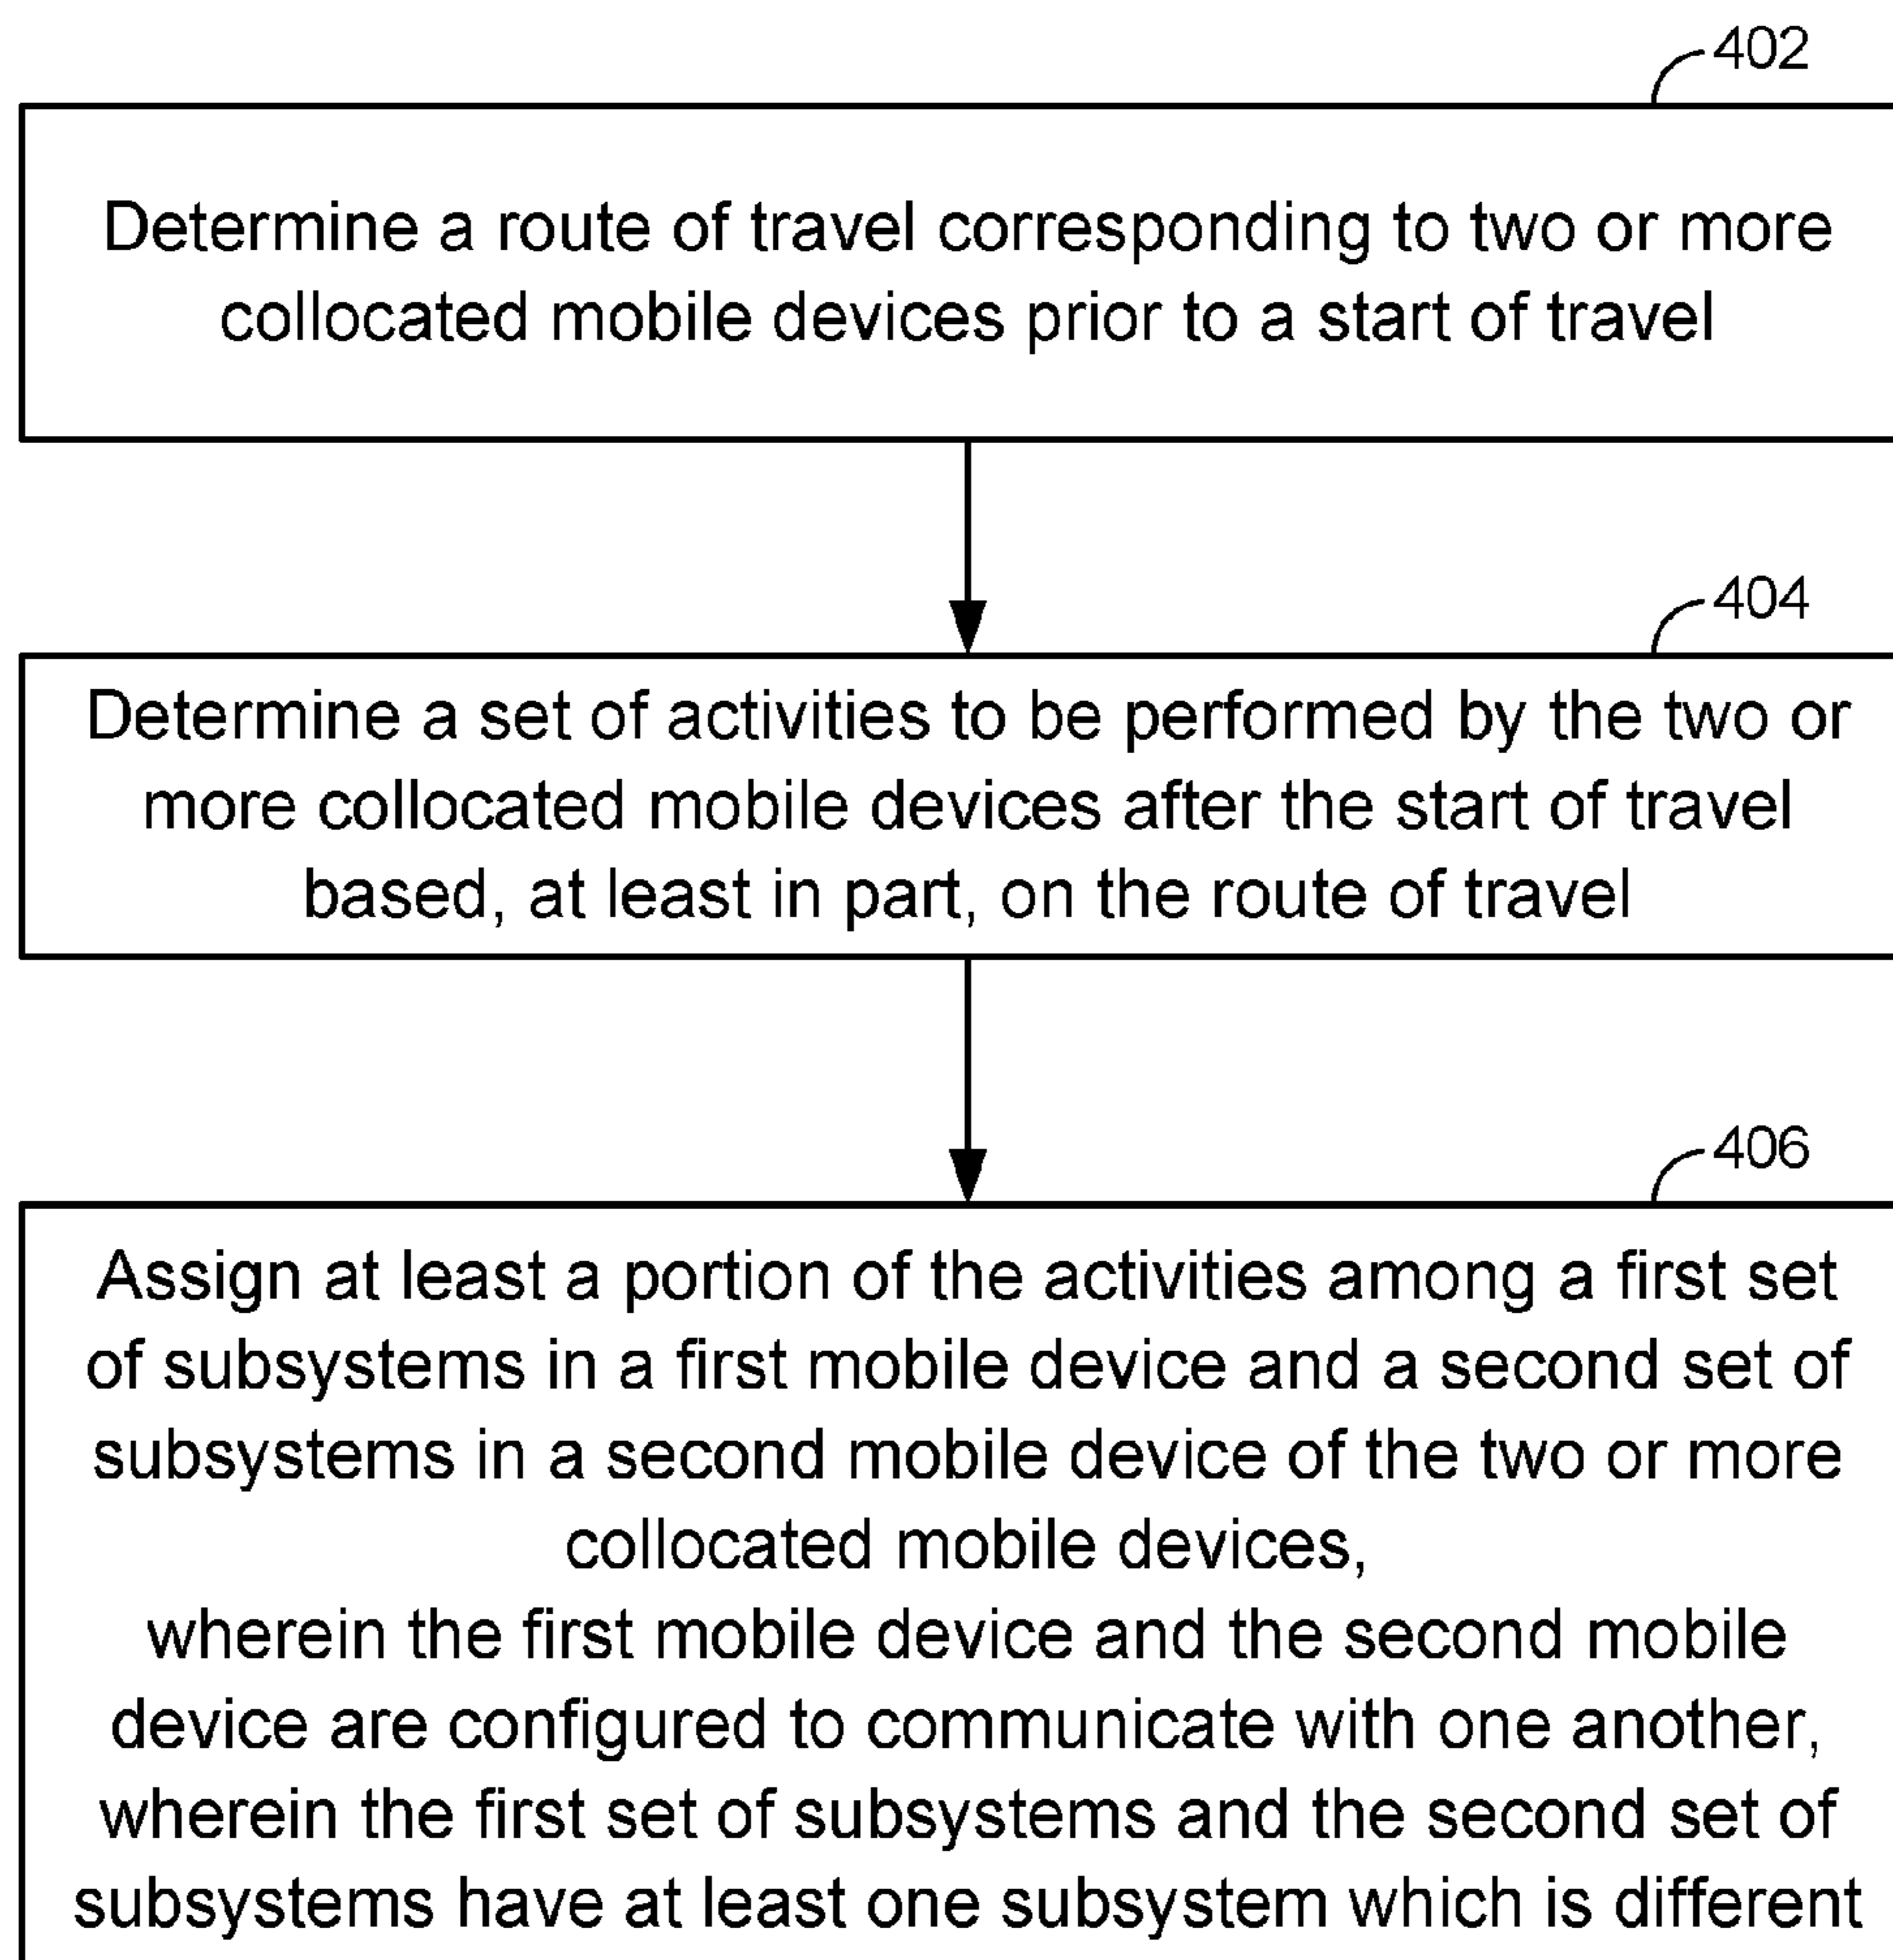 402
Determine a route of travel corresponding to two or more
collocated mobile devices prior to a start of travel
404
Determine a set of activities to be performed by the two or
more collocated mobile devices after the start of travel
based, at least in part, on the route of travel
406
Assign at least a portion of the activities among a first set
of subsystems in a first mobile device and a second set of
subsystems in a second mobile device of the two or more
collocated mobile devices,
wherein the first mobile device and the second mobile
device are configured to communicate with one another,
wherein the first set of subsystems and the second set of
subsystems have at least one subsystem which is different